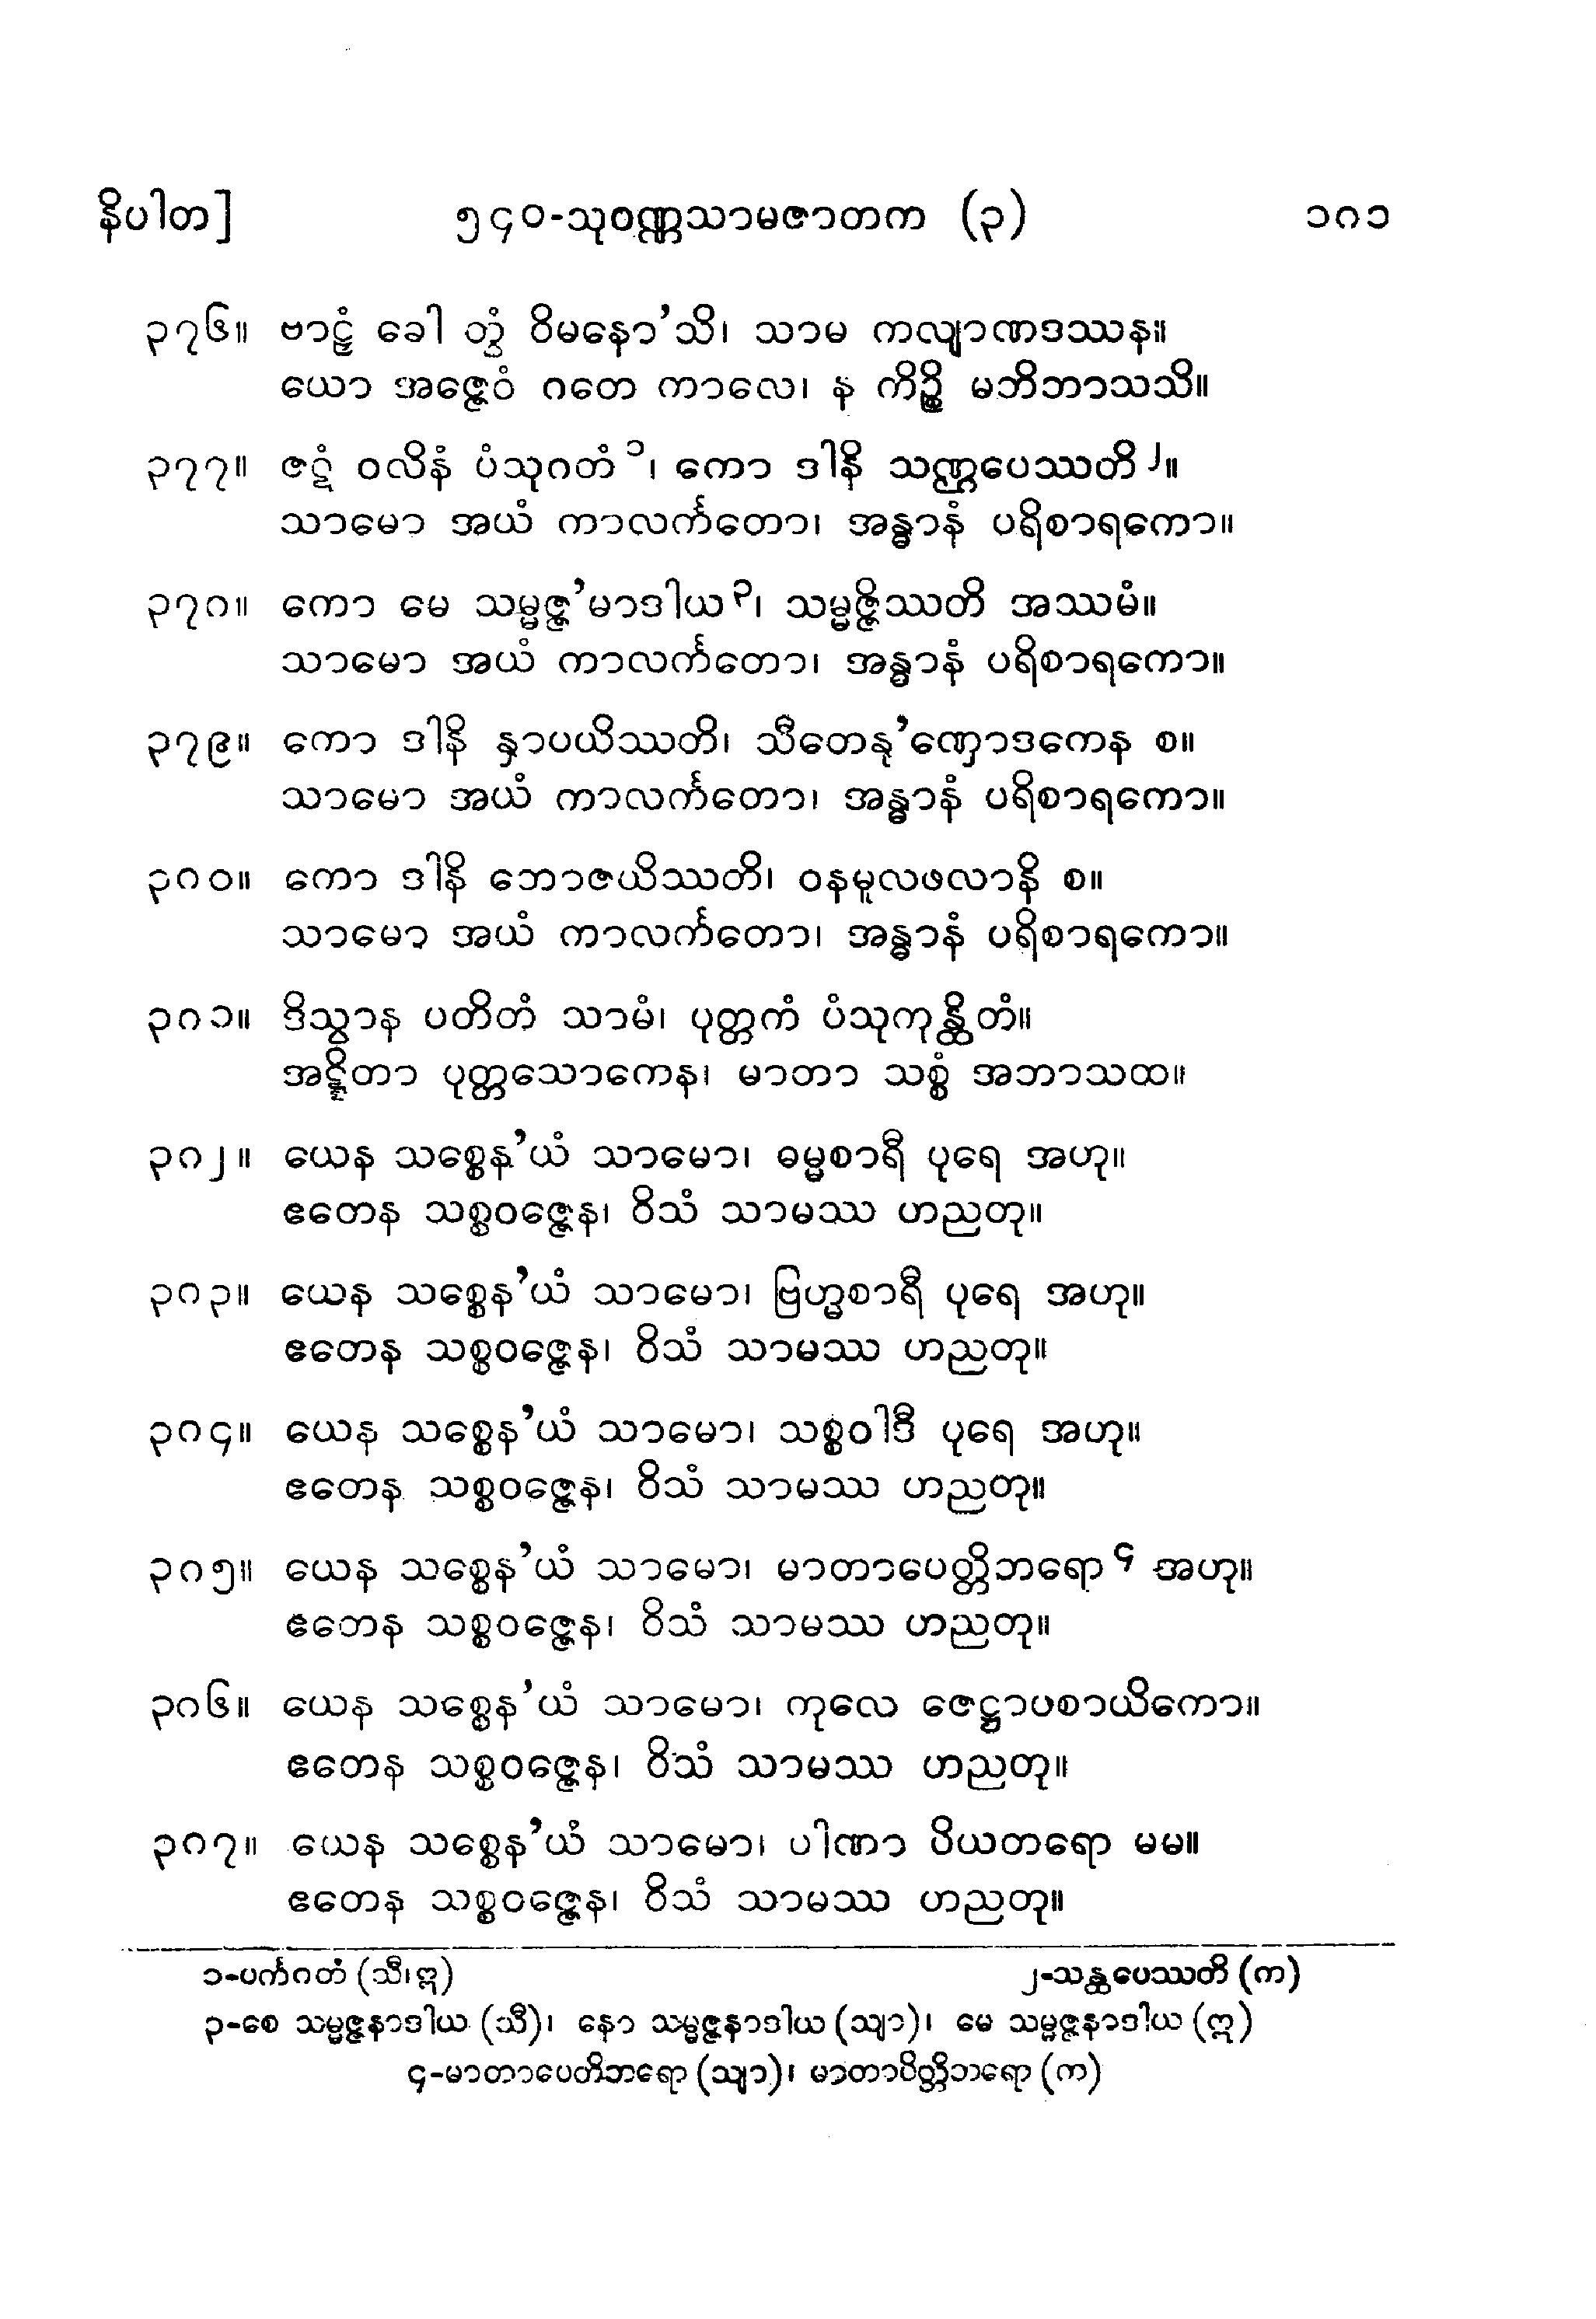 နိပါတ] ၅၄၀-သုဝဏ္ဏသာမဇာတက (၃) ၁၈၁
၃၇၆။ ဗာဠှံ ခေါ တွံ ဝိမနော’သိ၊ သာမ ကလျာဏဒဿန။
ယော အဇ္ဇေဝံ ဂတေ ကာလေ၊ န ကိဉ္စိ မဘိဘာသသိ။
၃၇၇။ ဇဋံ ဝလိနံ ပံသုဂတံ ၁၊ ကော ဒါနိ သဏ္ဌပေဿတိ ၂။
သာမော အယံ ကာလင်္ကတော၊ အန္ဓာနံ ပရိစာရကော။
၃၇၈။ ကော မေ သမ္မဇ္ဇ’မာဒါယ ၃၊ သမ္မဇ္ဇိဿတိ အဿမံ။
သာမော အယံ ကာလင်္ကတော၊ အန္ဓာနံ ပရိစာရကော။
၃၇၉။ ကော ဒါနိ နှာပယိဿတိ၊ သီတေနု’ဏှောဒကေန စ။
သာမော အယံ ကာလင်္ကတော၊ အန္ဓာနံ ပရိစာရကော။
၃၈၀။ ကော ဒါနိ ဘောဇယိဿတိ၊ ဝနမူလဖလာနိ စ။
သာမော အယံ ကာလင်္ကတော၊ အန္ဓာနံ ပရိစာရကော။
၃၈၁။ ဒိသွာန ပတိတံ သာမံ၊ ပုတ္တကံ ပံသုကုန္ထိတံ။
အဋ္ဋိတာ ပုတ္တသောကေန၊ မာတာ သစ္စံ အဘာသထ။
၃၈၂။ ယေန သစ္စေန’ယံ သာမော၊ ဓမ္မစာရီ ပုရေ အဟု။
ဧတေန သစ္စဝဇ္ဇေန၊ ဝိသံ သာမဿ ဟညတု။
၃၈၃။ ယေန သစ္စေန’ယံ သာမော၊ ဗြဟ္မစာရီ ပုရေ အဟု။
ဧတေန သစ္စဝဇ္ဇေန၊ ဝိသံ သာမဿ ဟညတု။
၃၈၄။ ယေန သစ္စေန’ယံ သာမော၊ သစ္စဝါဒီ ပုရေ အဟု။
ဧတေန သစ္စဝဇ္ဇေန၊ ဝိသံ သာမဿ ဟညတု။
၃၈၅။ ယေန သစ္စေန’ယံ သာမော၊ မာတာပေတ္တိဘရော ၄ အဟု။
ဧတေန သစ္စဝဇ္ဇေန၊ ဝိသံ သာမဿ ဟညတု။
၃၈၆။ ယေန သစ္စေန’ယံ သာမော၊ ကုလေ ဇေဋ္ဌာပစာယိကော။
ဧတေန သစ္စဝဇ္ဇေန၊ ဝိသံ သာမဿ ဟညတု။
၃၈၇။ ယေန သစ္စေန’ယံ သာမော၊ ပါဏာ ပိယတရော မမ။
ဧတေန သစ္စဝဇ္ဇေန၊ ဝိသံ သာမဿ ဟညတု။
၁-ပင်္ကဂတံ (သီ၊ဣ) ၂-သန္ထပေဿတိ (က)
၃-စေ သမ္မဇ္ဇနာဒါယ (သီ)၊ နော သမ္မဇ္ဇနာဒါယ (သျာ)၊ မေ သမ္မဇ္ဇနာဒါယ (ဣ)
၄-မာတာပေတိဘရော (သျာ)၊ မာတာပိတ္တိဘရော (က)